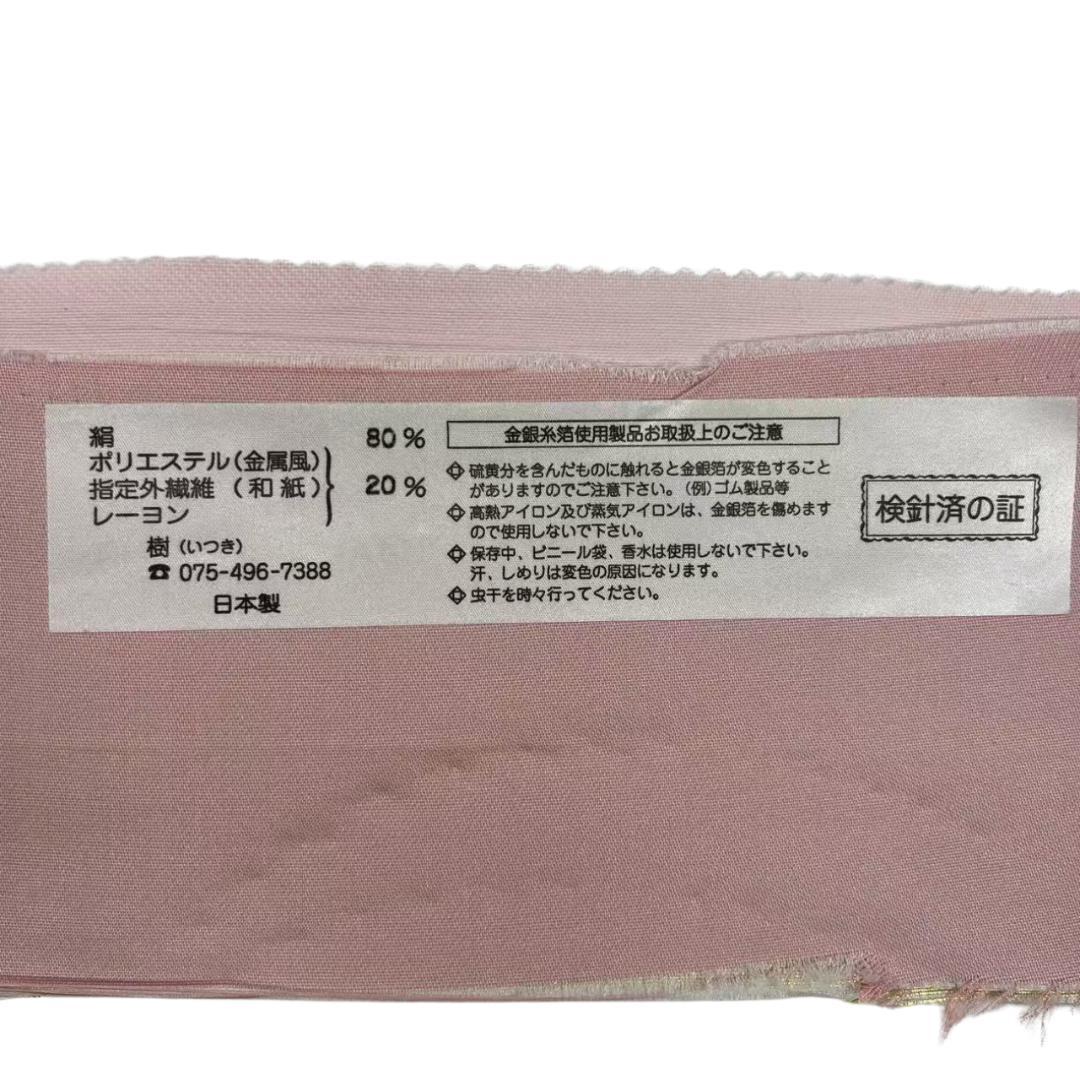 絹 80%
ポリエステル(金属風)
指定外繊維(和紙) 20%
レーヨン
樹(いつき)
☎ 075-496-7388
日本製
金銀糸箔使用製品お取扱上のご注意
◇硫黄分を含んだものに触れると金銀箔が変色すること
がありますのでご注意下さい。(例)ゴム製品等
◇高熱アイロン及び蒸気アイロンは、金銀箔を傷めます
ので使用しないで下さい。
◇保存中、ビニール袋、香水は使用しないで下さい。
汗、しめりは変色の原因になります。
◇虫干を時々行ってください。
検針済の証